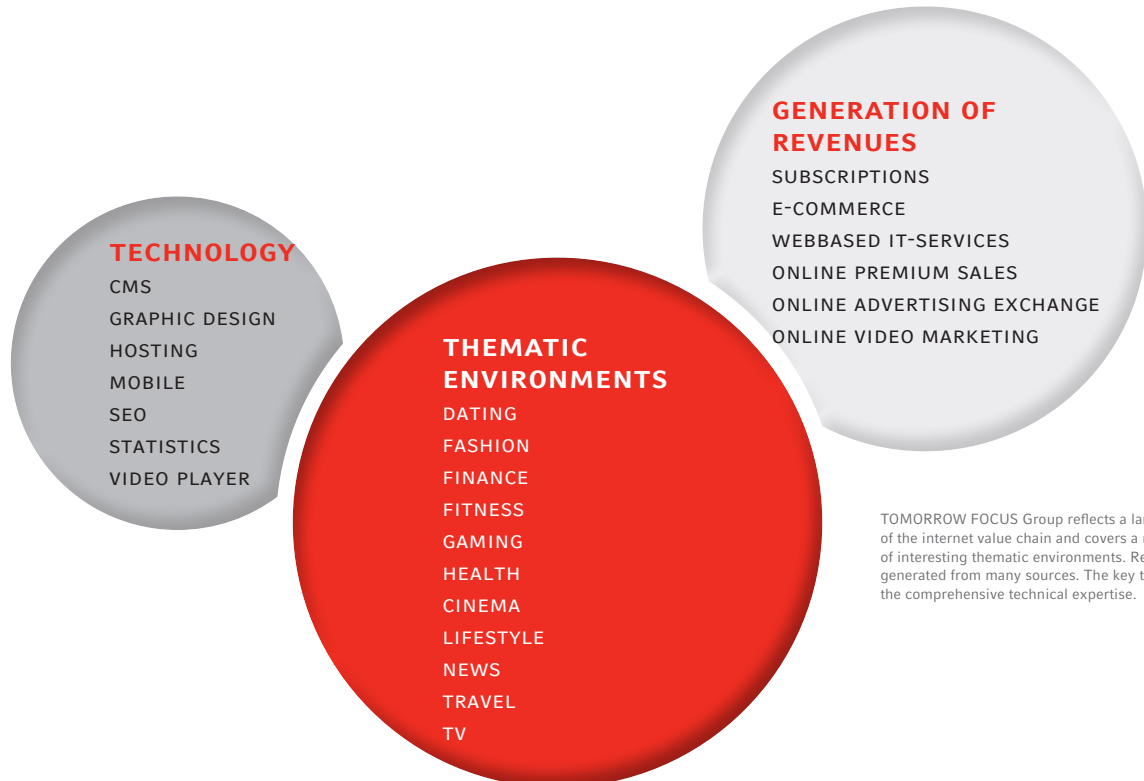 TECHNOLOGY
CMS
GRAPHIC DESIGN
HOSTING
MOBILE
SEO
STATISTICS
VIDEO PLAYER
THEMATIC
ENVIRONMENTS
DATING
FASHION
FINANCE
FITNESS
GAMING
HEALTH
CINEMA
LIFESTYLE
NEWS
TRAVEL
TV
GENERATION OF
REVENUES
SUBSCRIPTIONS
E-COMMERCE
WEBBASED IT-SERVICES
ONLINE PREMIUM SALES
ONLINE ADVERTISING EXCHANGE
ONLINE VIDEO MARKETING
TOMORROW FOCUS Group reflects a
of the internet value chain and covers a
of interesting thematic environments.
generated from many sources. The key
the comprehensive technical expertise.